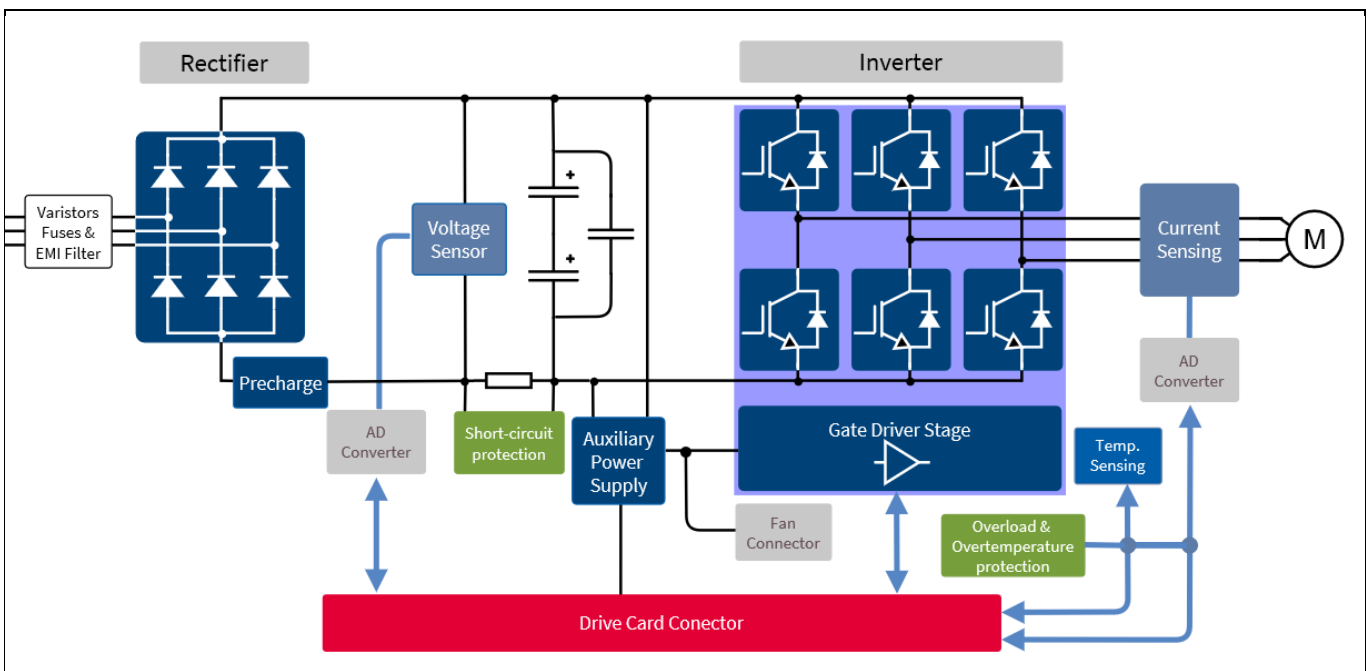 Rectifier
Inverter
Varistors
Fuses &
EMI Filter
Voltage
Sensor
+
+
Current
Sensing
M
Precharge
AD
Converter
AD
Converter
Short-circuit
protection
Auxiliary
Power
Supply
Gate Driver Stage
Temp.
Sensing
Fan
Connector
Overload &
Overtemperature
protection
Drive Card Conector